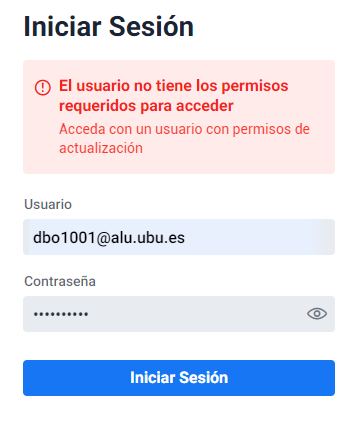 Iniciar Sesión
El usuario no tiene los permisos
requeridos para acceder
Acceda con un usuario con permisos de
actualización
Usuario
dbo1001@alu.ubu.es
Contraseña
••••••••••
Iniciar Sesión